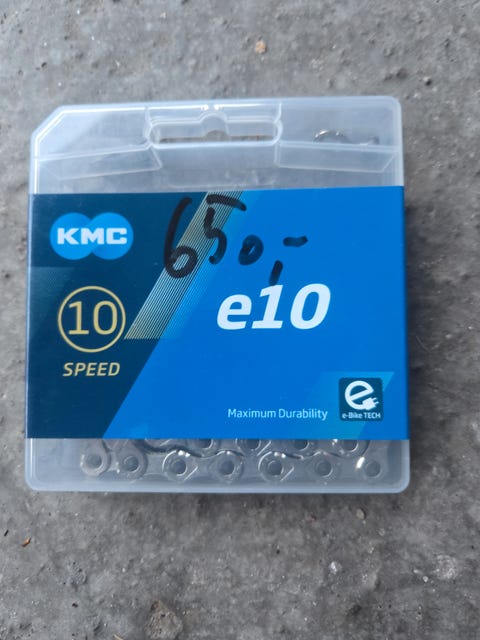 KMC
650,-
10
SPEED
e10
Maximum Durability
e
e-Bike TECH